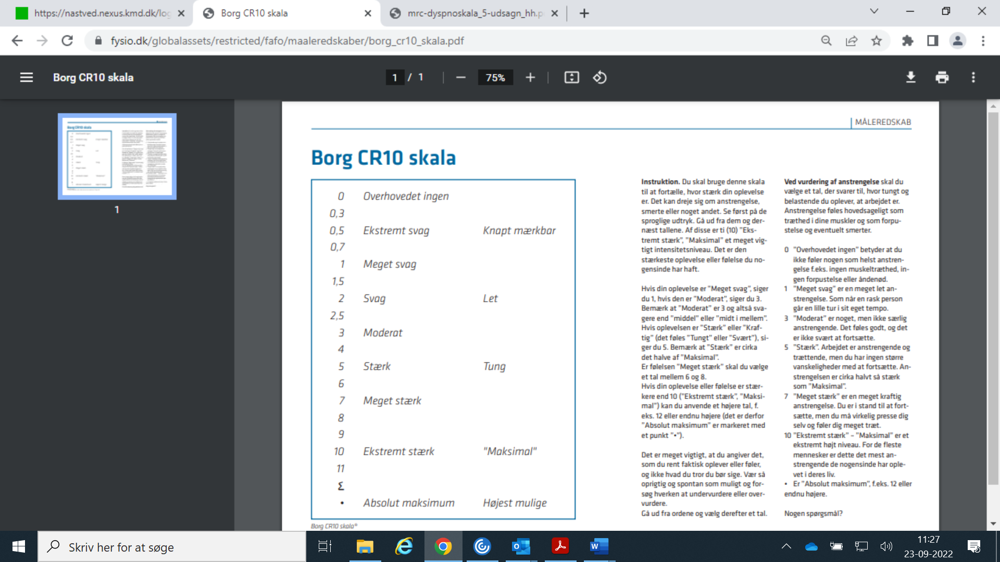 https://nastved.nexus.kmd.dk/log
Borg CR10 skala
mrc-dyspnoskala_5-udsagn_hh.p
fysio.dk/globalassets/restricted/fafo/maaleredskaber/borg_cr10_skala.pdf
Borg CR10 skala
1 / 1
75%
1
MÅLEREDSKAB
Borg CR10 skala
0 Overhovedet ingen
0,3
0,5 Ekstremt svag Knapt mærkbar
0,7
1 Meget svag
1,5
2 Svag Let
2,5
3 Moderat
4
5 Stærk Tung
6
7 Meget stærk
8
9
10 Ekstremt stærk "Maksimal"
11
Σ
• Absolut maksimum Højest mulige
Borg CR10 skala®
Instruktion. Du skal bruge denne skala
til at fortælle, hvor stærk din oplevelse
er. Det kan dreje sig om anstrengelse,
smerte eller noget andet. Se først på de
sproglige udtryk. Gå ud fra dem og der-
næst tallene. Af disse er ti (10) "Eks-
tremt stærk", "Maksimal" et meget vig-
tigt intensitetsniveau. Det er den
stærkeste oplevelse eller følelse du no-
gensinde har haft.
Hvis din oplevelse er "Meget svag", siger
du 1, hvis den er "Moderat", siger du 3.
Bemærk at "Moderat" er 3 og altså sva-
gere end "middel" eller "midt i mellem".
Hvis oplevelsen er "Stærk" eller "Kraf-
tig" (det føles "Tungt" eller "Svært"), si-
ger du 5. Bemærk at "Stærk" er cirka
det halve af "Maksimal".
Er følelsen "Meget stærk" skal du vælge
et tal mellem 6 og 8.
Hvis din oplevelse eller følelse er stær-
kere end 10 ("Ekstremt stærk", "Maksi-
mal") kan du anvende et højere tal, f.
eks. 12 eller endnu højere (det er derfor
"Absolut maksimum" er markeret med
et punkt "•").
Det er meget vigtigt, at du angiver det,
som du rent faktisk oplever eller føler,
og ikke hvad du tror du bør sige. Vær så
oprigtig og spontan som muligt og for-
søg hverken at undervurdere eller over-
vurdere.
Gå ud fra ordene og vælg derefter et tal.
Ved vurdering af anstrengelse skal du
vælge et tal, der svarer til, hvor tungt og
belastende du oplever, at arbejdet er.
Anstrengelse føles hovedsageligt som
træthed i dine muskler og som forpu-
stelse og eventuelt smerter.
0 "Overhovedet ingen" betyder at du
ikke føler nogen som helst anstren-
gelse f.eks. ingen muskeltræthed, in-
gen forpustelse eller åndenød.
1 "Meget svag" er en meget let an-
strengelse. Som når en rask person
går en lille tur i sit eget tempo.
3 "Moderat" er noget, men ikke særlig
anstrengende. Det føles godt, og det
er ikke svært at fortsætte.
5 "Stærk". Arbejdet er anstrengende og
trættende, men du har ingen større
vanskeligheder med at fortsætte. An-
strengelsen er cirka halvt så stærk
som "Maksimal".
7 "Meget stærk" er en meget kraftig
anstrengelse. Du er i stand til at fort-
sætte, men du må virkelig presse dig
selv og føler dig meget træt.
10 "Ekstremt stærk" – "Maksimal" er et
ekstremt højt niveau. For de fleste
mennesker er dette det mest an-
strengende de nogensinde har ople-
vet i deres liv.
• Er "Absolut maksimum", f.eks. 12 eller
endnu højere.
Nogen spørgsmål?
Skriv her for at søge
11:27
23-09-2022